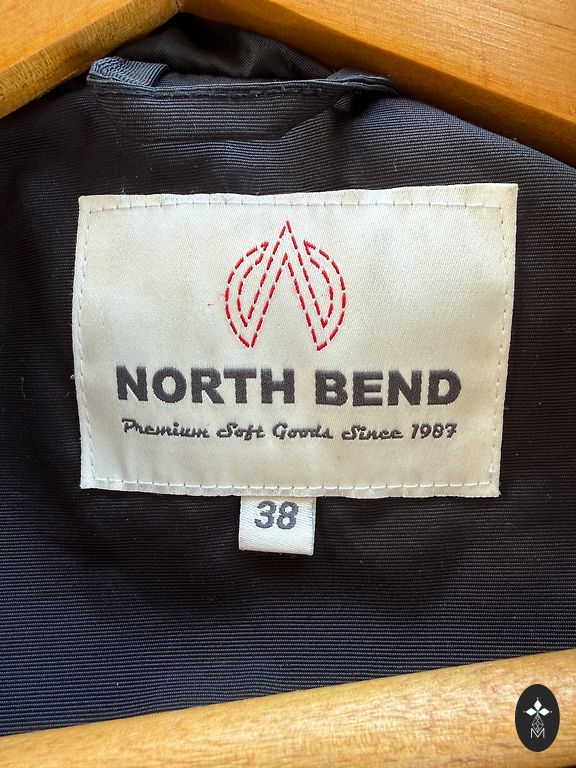 NORTH BEND
Premium Soft Goods Since 1987
38
M